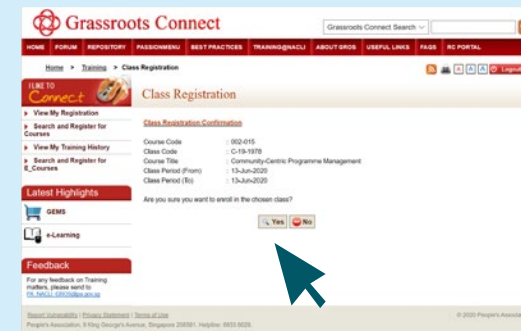 Grassroots Connect
Grassroots Connect Search
HOME FORUM REPOSITORY PASSIONMENU BEST PRACTICES TRAINING@NACLI ABOUT GROS USEFUL LINKS FAQS RC PORTAL
Home > Training > Class Registration
A A A Logout
I LIKE TO
Connect
Class Registration
View My Registration
Search and Register for
Courses
View My Training History
Search and Register for
E_Courses
Class Registration Confirmation
Course Code : 002-015
Class Code : C-19-1978
Course Title : Community-Centric Programme Management
Class Period (From) : 13-Jun-2020
Class Period (To) : 13-Jun-2020
Are you sure you want to enroll in the chosen class?
Yes No
Latest Highlights
GEMS
e-Learning
Feedback
For any feedback on Training
matters, please send to
PA_NACLI_GROS@pa.gov.sg
Report Vulnerability | Privacy Statement | Terms of Use
© 2020 People's Associa
People's Association, 9 King George's Avenue, Singapore 208581, Helpline: